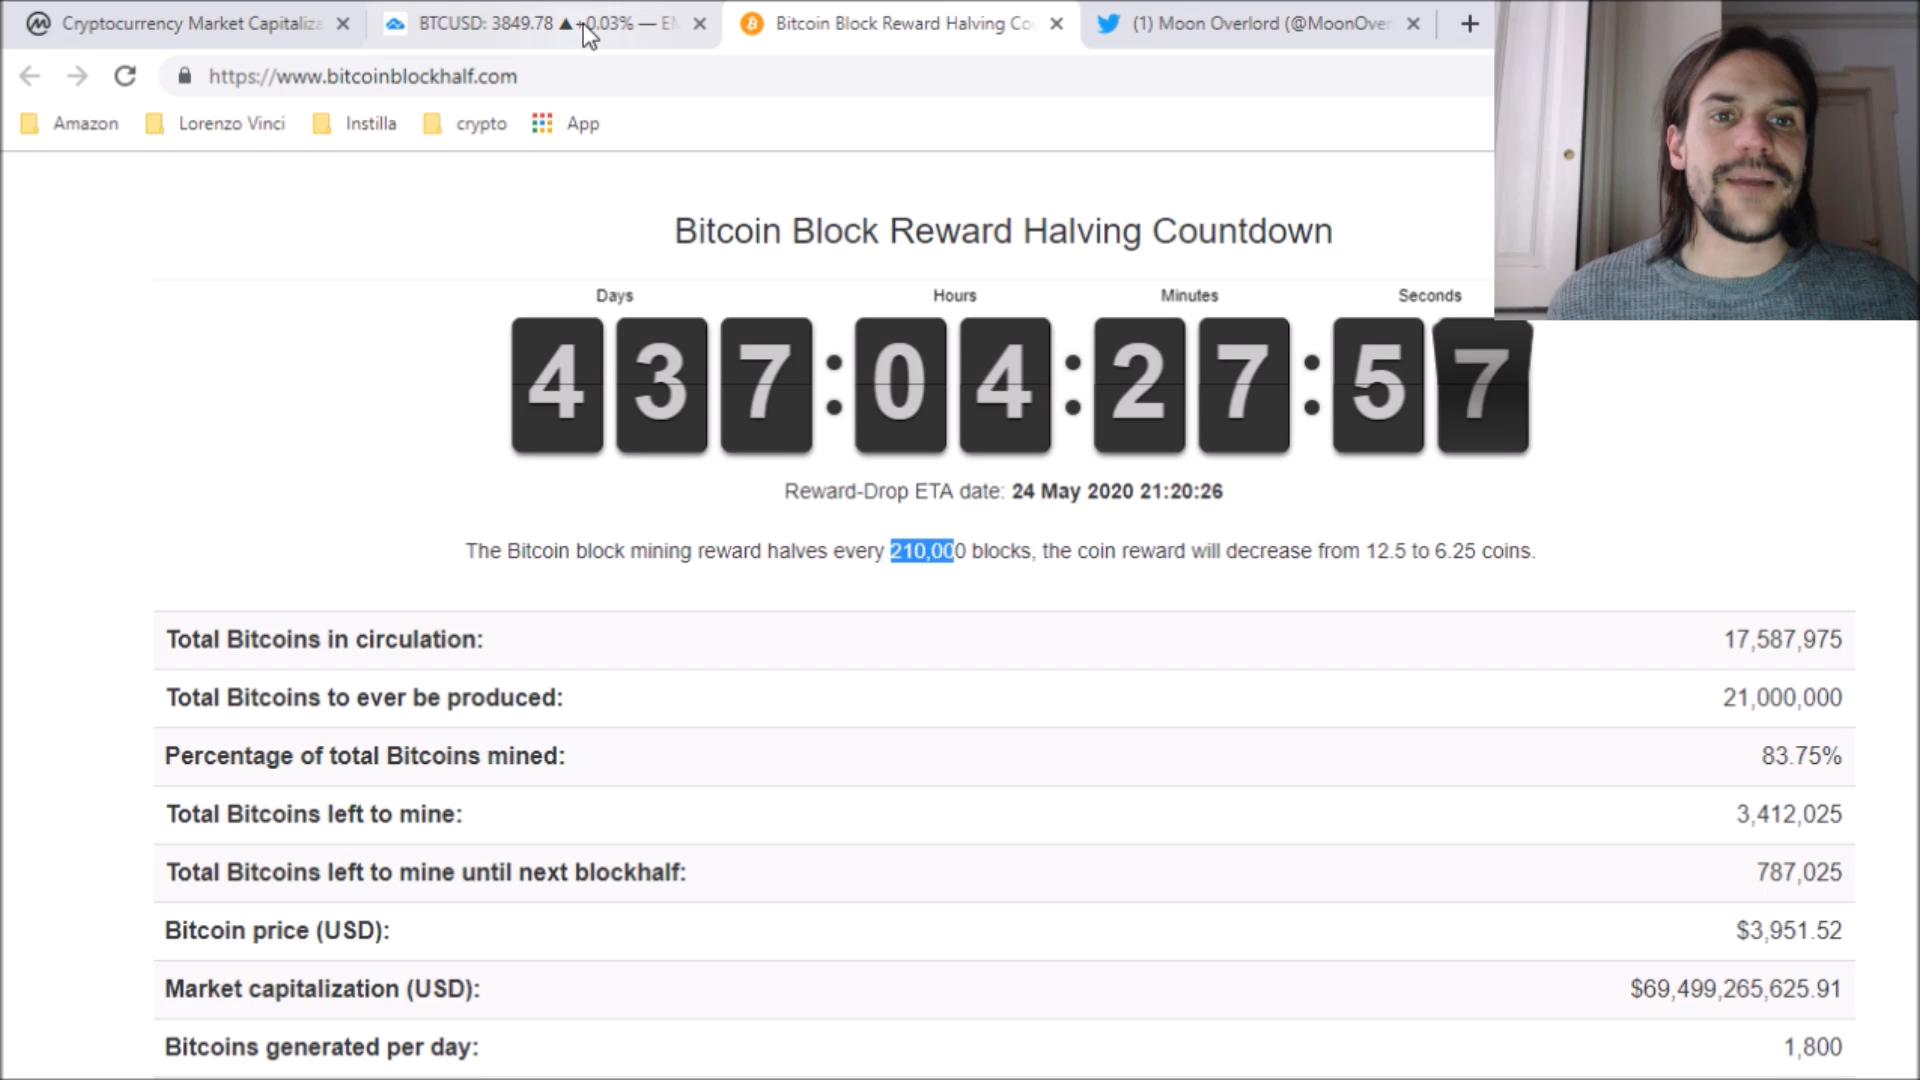 Cryptocurrency Market Capitaliza
BTCUSD: 3849.78 ▲+0.03% — E
Bitcoin Block Reward Halving Co
(1) Moon Overlord (@MoonOver
https://www.bitcoinblockhalf.com
Amazon
Lorenzo Vinci
Instilla
crypto
App
Bitcoin Block Reward Halving Countdown
Days Hours Minutes Seconds
437:04:27:57
Reward-Drop ETA date: 24 May 2020 21:20:26
The Bitcoin block mining reward halves every 210,000 blocks, the coin reward will decrease from 12.5 to 6.25 coins.
Total Bitcoins in circulation: 17,587,975
Total Bitcoins to ever be produced: 21,000,000
Percentage of total Bitcoins mined: 83.75%
Total Bitcoins left to mine: 3,412,025
Total Bitcoins left to mine until next blockhalf: 787,025
Bitcoin price (USD): $3,951.52
Market capitalization (USD): $69,499,265,625.91
Bitcoins generated per day: 1,800